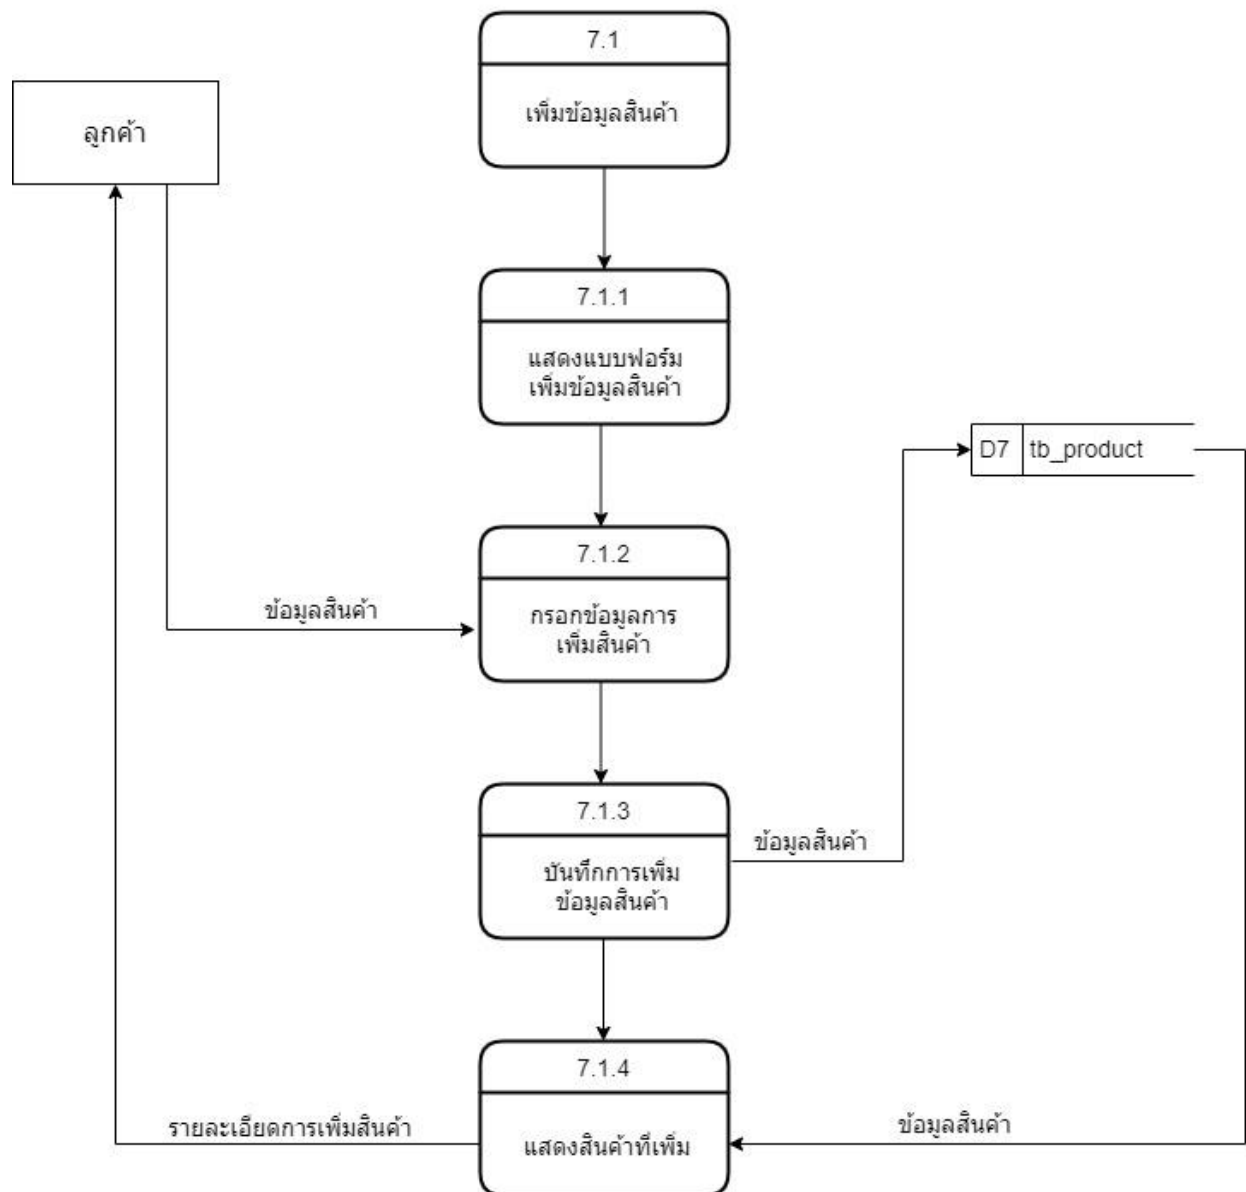 7.1
เพิ่มข้อมูลสินค้า
ลูกค้า
7.1.1
แสดงแบบฟอร์ม
เพิ่มข้อมูลสินค้า
D7 tb_product
7.1.2
กรอกข้อมูลการ
เพิ่มสินค้า
ข้อมูลสินค้า
7.1.3
บันทึกการเพิ่ม
ข้อมูลสินค้า
ข้อมูลสินค้า
7.1.4
แสดงสินค้าที่เพิ่ม
รายละเอียดการเพิ่มสินค้า
ข้อมูลสินค้า